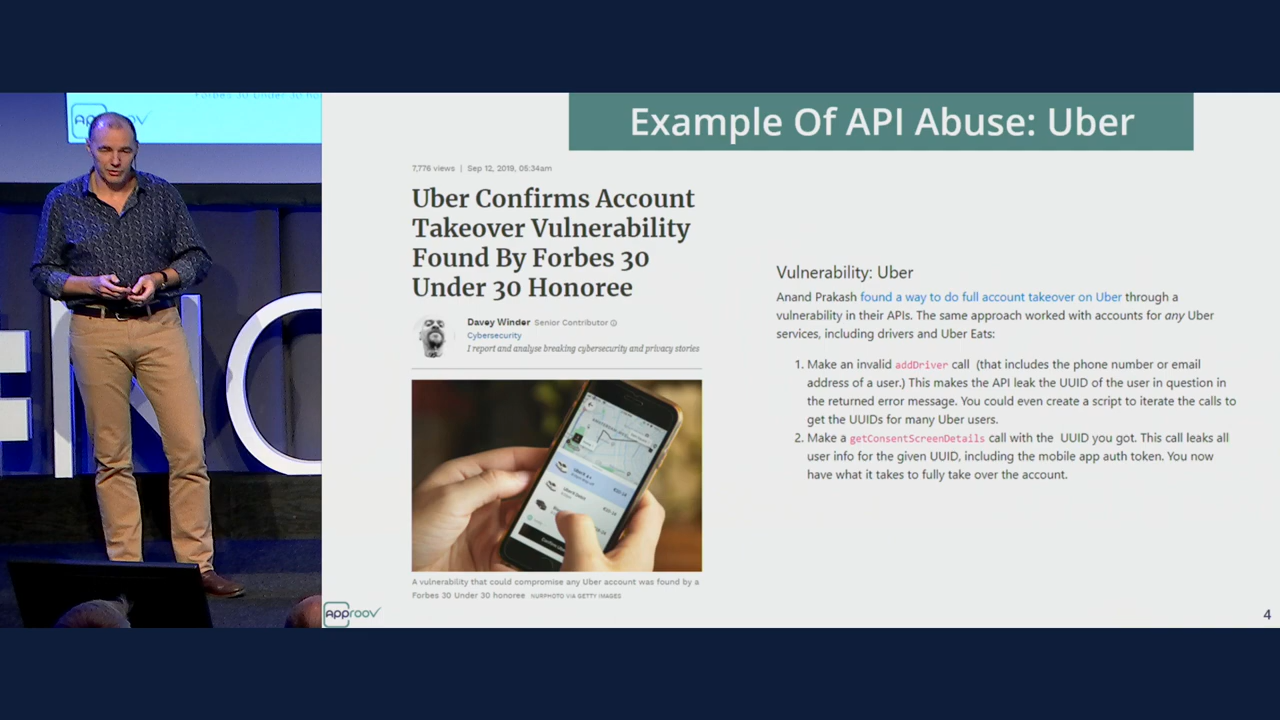 Example Of API Abuse: Uber
7,776 views | Sep 12, 2019, 05:34am
Uber Confirms Account
Takeover Vulnerability
Found By Forbes 30
Under 30 Honoree
Davey Winder Senior Contributor
Cybersecurity
I report and analyse breaking cybersecurity and privacy stories
A vulnerability that could compromise any Uber account was found by a
Forbes 30 Under 30 honoree NURPHOTO VIA GETTY IMAGES
Vulnerability: Uber
Anand Prakash found a way to do full account takeover on Uber through a
vulnerability in their APIs. The same approach worked with accounts for any Uber
services, including drivers and Uber Eats:
1. Make an invalid addDriver call (that includes the phone number or email
address of a user.) This makes the API leak the UUID of the user in question in
the returned error message. You could even create a script to iterate the calls to
get the UUIDs for many Uber users.
2. Make a getConsentScreenDetails call with the UUID you got. This call leaks all
user info for the given UUID, including the mobile app auth token. You now
have what it takes to fully take over the account.
APPROOV
4